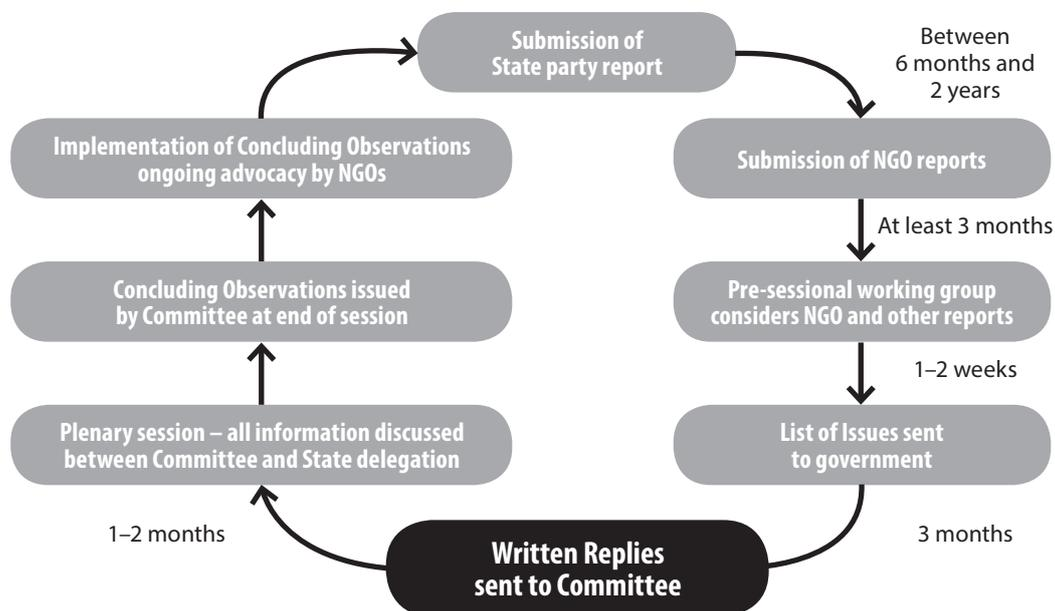 Submission of
State party report
Between
6 months and
2 years
Submission of NGO reports
At least 3 months
Pre-sessional working group
considers NGO and other reports
1–2 weeks
List of Issues sent
to government
3 months
Written Replies
sent to Committee
1–2 months
Plenary session – all information discussed
between Committee and State delegation
Concluding Observations issued
by Committee at end of session
Implementation of Concluding Observations
ongoing advocacy by NGOs